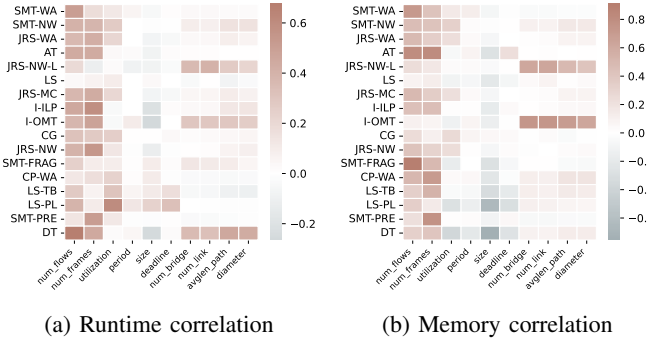 SMT-WA
SMT-NW
JRS-WA
AT
JRS-NW-L
LS
JRS-MC
I-ILP
I-OMT
CG
JRS-NW
SMT-FRAG
CP-WA
LS-TB
LS-PL
SMT-PRE
DT
num_flows
num_frames
utilization
period
size
deadline
num_bridge
num_link
avglen_path
diameter
0.6
0.4
0.2
0.0
−0.2
(a) Runtime correlation
SMT-WA
SMT-NW
JRS-WA
AT
JRS-NW-L
LS
JRS-MC
I-ILP
I-OMT
CG
JRS-NW
SMT-FRAG
CP-WA
LS-TB
LS-PL
SMT-PRE
DT
num_flows
num_frames
utilization
period
size
deadline
num_bridge
num_link
avglen_path
diameter
0.8
0.6
0.4
0.2
0.0
(b) Memory correlation